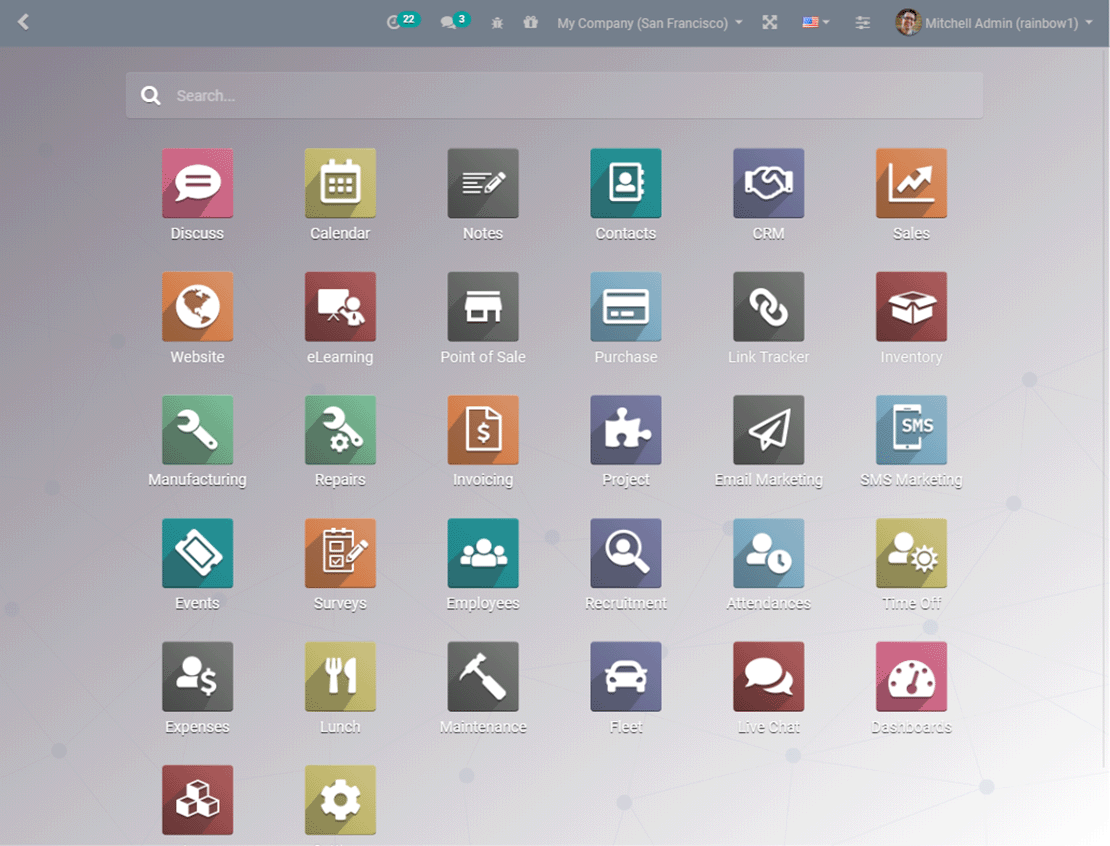 22
3
My Company (San Francisco)
Mitchell Admin (rainbow1)
Search...
Discuss
Calendar
Notes
Contacts
CRM
Sales
Website
eLearning
Point of Sale
Purchase
Link Tracker
Inventory
SMS
Manufacturing
Repairs
Invoicing
Project
Email Marketing
SMS Marketing
Events
Surveys
Employees
Recruitment
Attendances
Time Off
Expenses
Lunch
Maintenance
Fleet
Live Chat
Dashboards